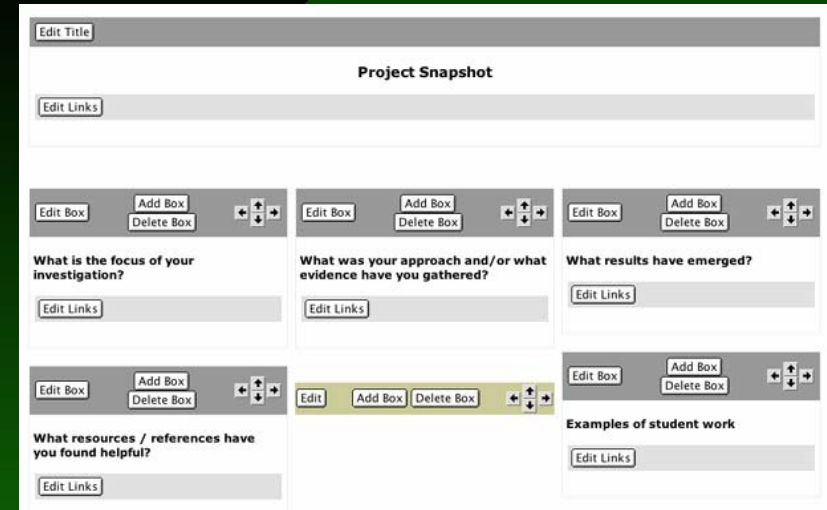 Edit Title
Project Snapshot
Edit Links
Edit Box
Add Box
Delete Box
What is the focus of your
investigation?
Edit Links
Edit Box
Add Box
Delete Box
What was your approach and/or what
evidence have you gathered?
Edit Links
Edit Box
Add Box
Delete Box
What results have emerged?
Edit Links
Edit Box
Add Box
Delete Box
What resources / references have
you found helpful?
Edit Links
Edit Add Box Delete Box
Edit Box
Add Box
Delete Box
Examples of student work
Edit Links